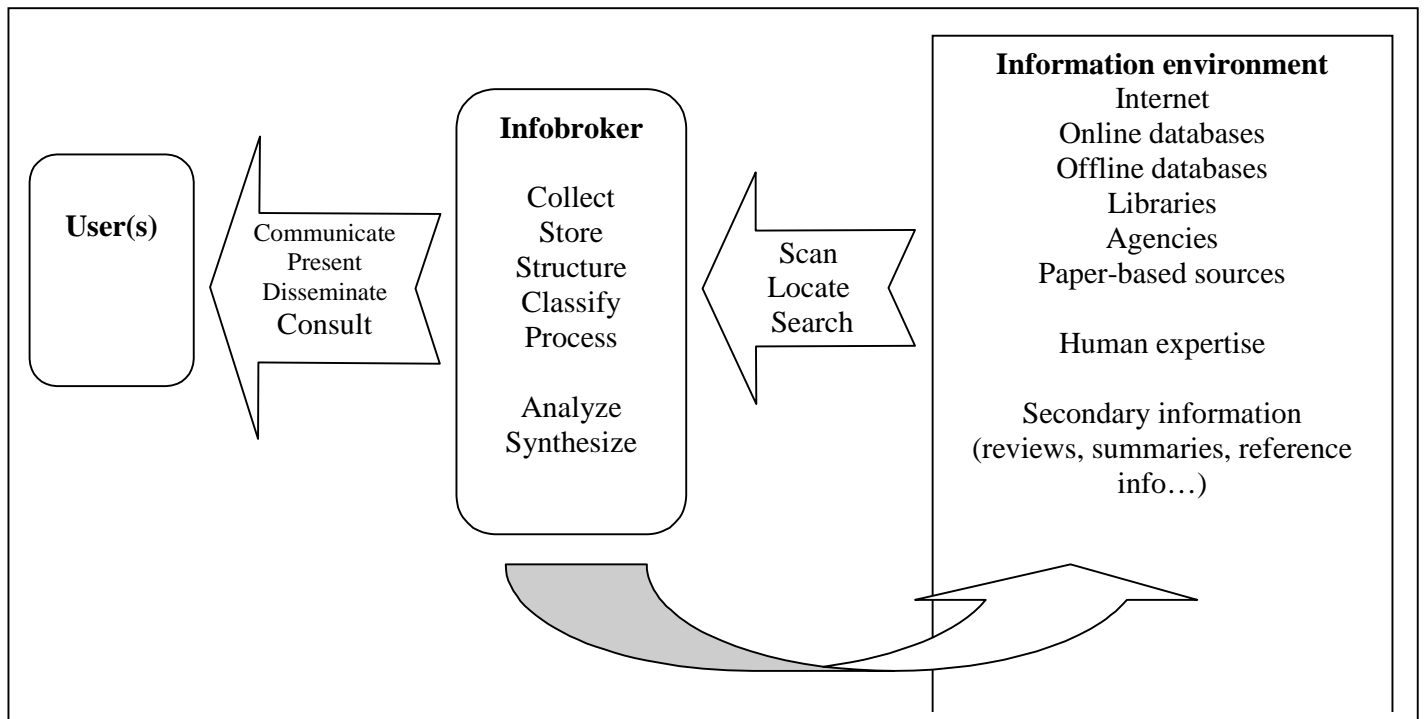 User(s)
Communicate
Present
Disseminate
Consult
Infobroker
Collect
Store
Structure
Classify
Process
Analyze
Synthesize
Scan
Locate
Search
Information environment
Internet
Online databases
Offline databases
Libraries
Agencies
Paper-based sources
Human expertise
Secondary information
(reviews, summaries, reference
info…)